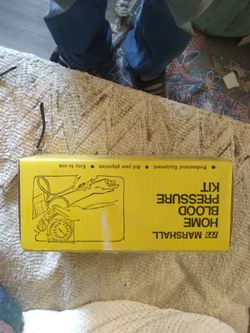 MARSHALL
HOME
BLOOD
PRESSURE
KIT
• Professional Equipment • Ask your physician • Easy to use